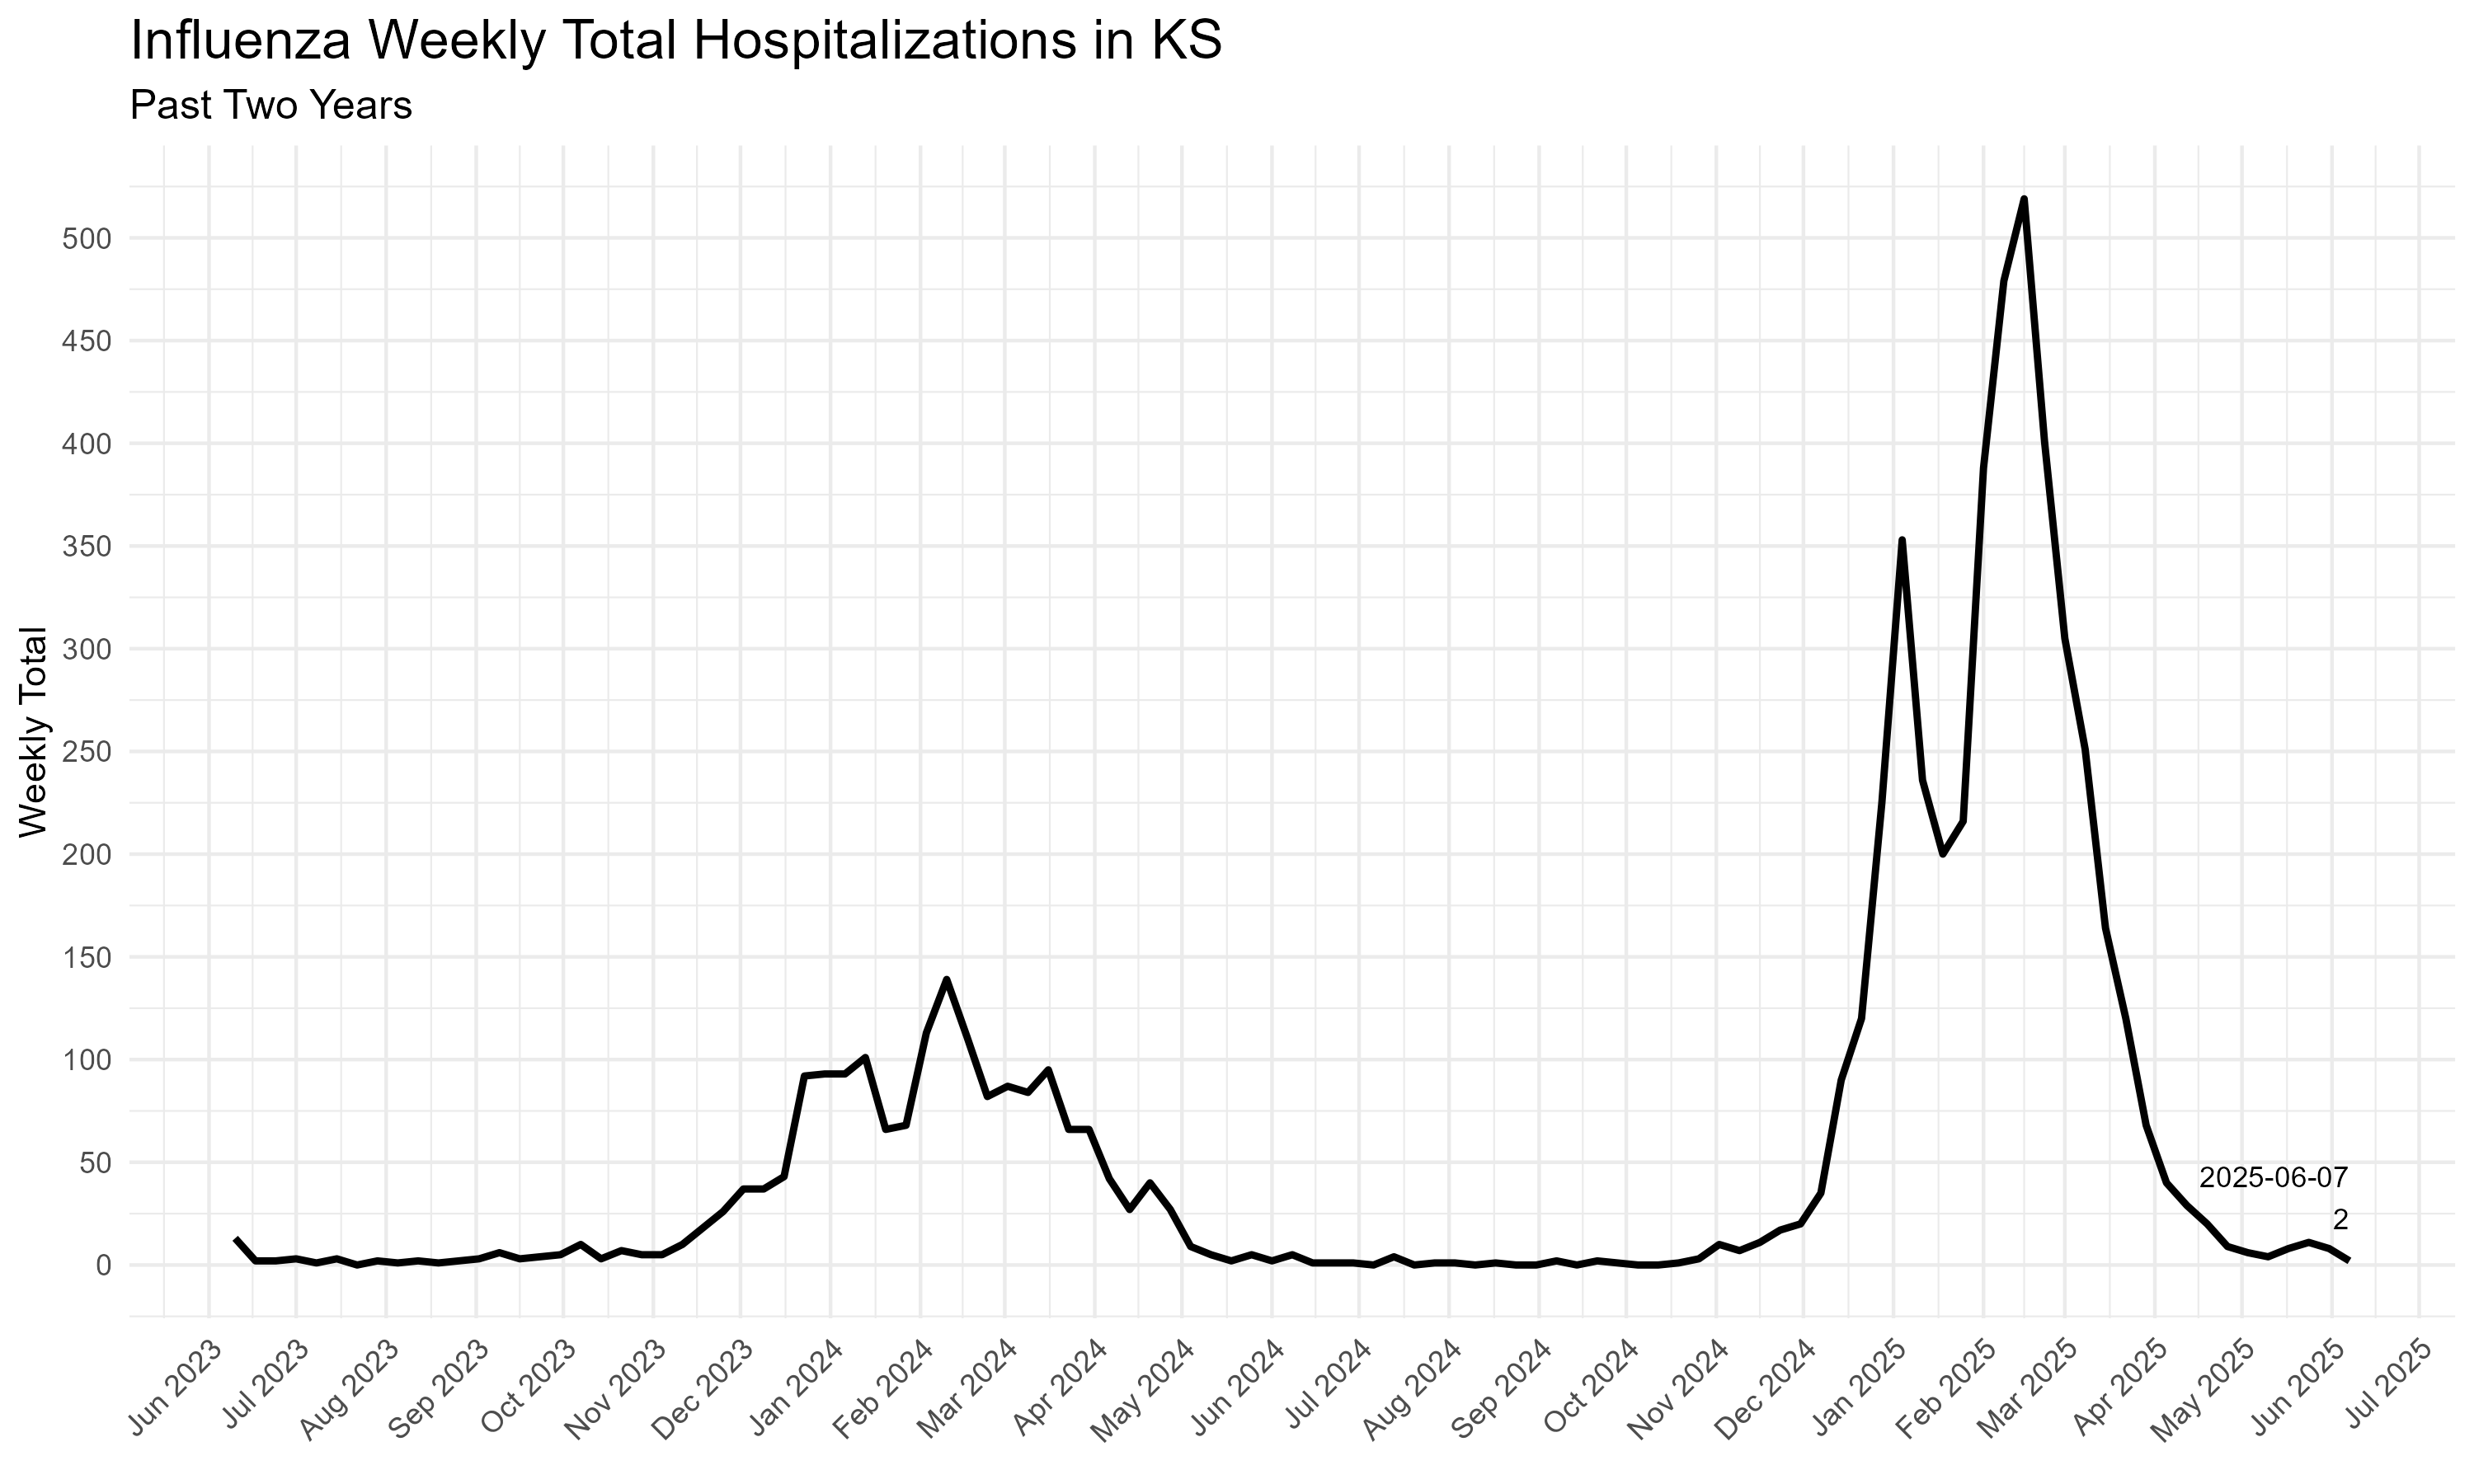 Influenza Weekly Total Hospitalizations in KS
Past Two Years
Weekly Total
500
450
400
350
300
250
200
150
100
50
0
2025-06-07
2
Jun 2023
Jul 2023
Aug 2023
Sep 2023
Oct 2023
Nov 2023
Dec 2023
Jan 2024
Feb 2024
Mar 2024
Apr 2024
May 2024
Jun 2024
Jul 2024
Aug 2024
Sep 2024
Oct 2024
Nov 2024
Dec 2024
Jan 2025
Feb 2025
Mar 2025
Apr 2025
May 2025
Jun 2025
Jul 2025